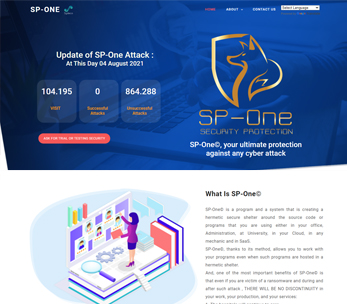 SP-ONE
HOME
ABOUT
CONTACT US
Select Language
Update of SP-One Attack :
At This Day 04 August 2021
104.195
0
864.288
VISIT
Successful
Attacks
Unsuccessful
Attacks
ASK FOR TRIAL OR TESTING SECURITY
SP-One
SECURITY PROTECTION
SP-One©, your ultimate protection
against any cyber attack
What Is SP-One©
SP-One© is a program and a system that is creating a
hermetic secure shelter around the source code or
programs that you are using either in your office,
Administration, at University, in your Cloud, in any
mechanic and in SaaS.
SP-One©, thanks to its method, allows you to work with
your programs even when such programs are hosted in a
hermetic shelter.
And, one of the most important benefits of SP-One© is
that even if you are victim of a ransomware and during and
after such attack , THERE WILL BE NO DISCONTINUITY in
your work, your production, and your services: